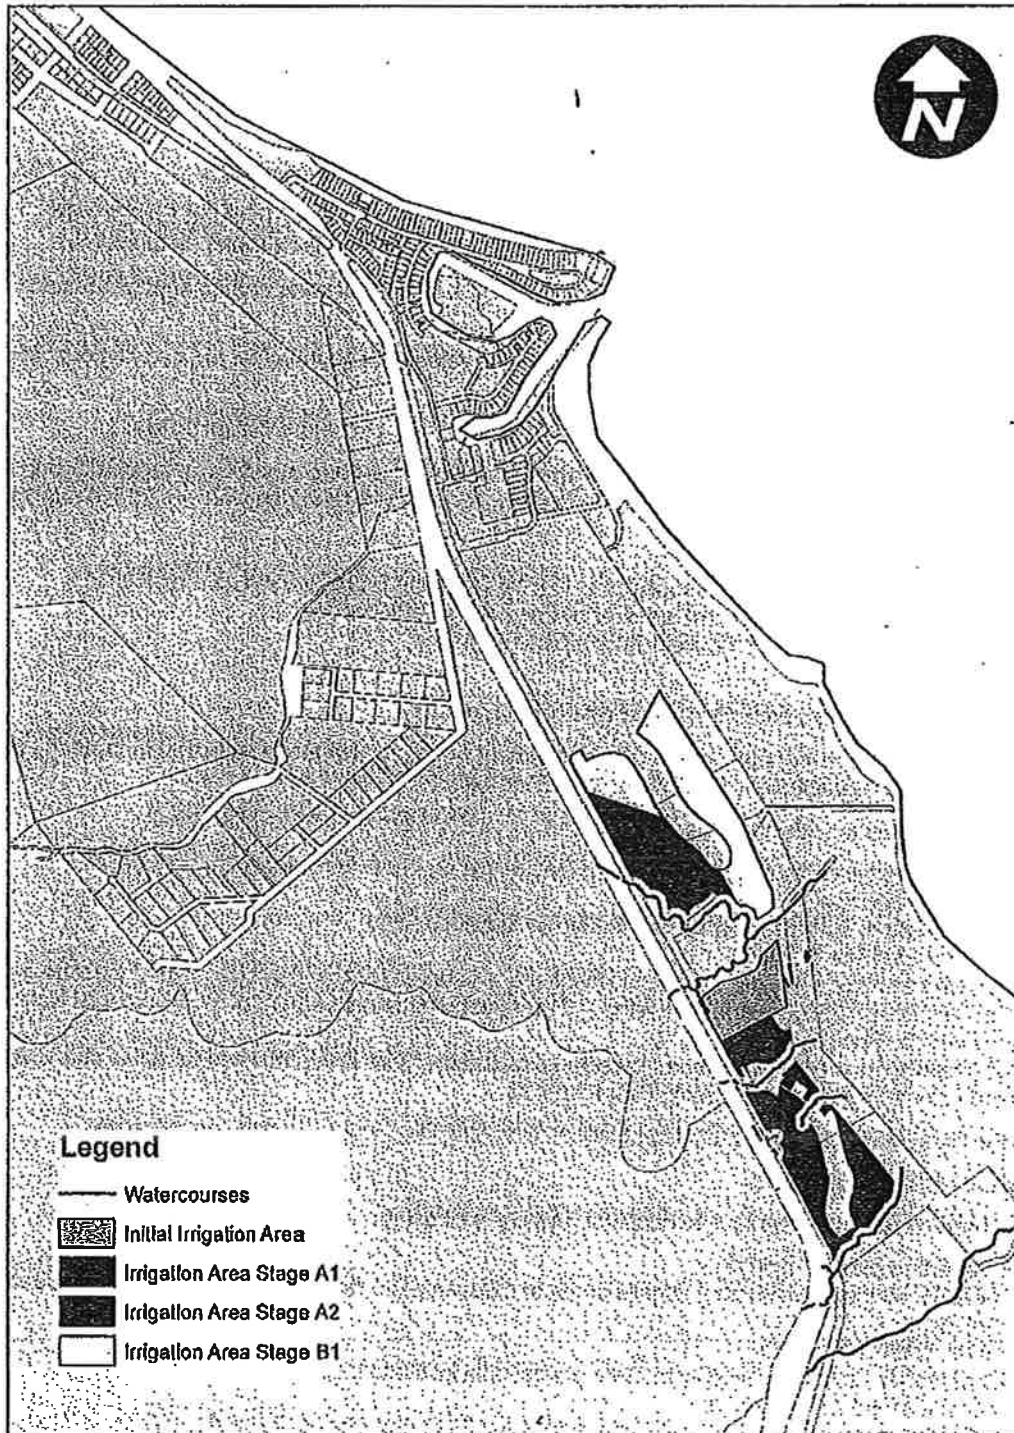 N
Legend
Watercourses
Initial Irrigation Area
Irrigation Area Stage A1
Irrigation Area Stage A2
Irrigation Area Stage B1